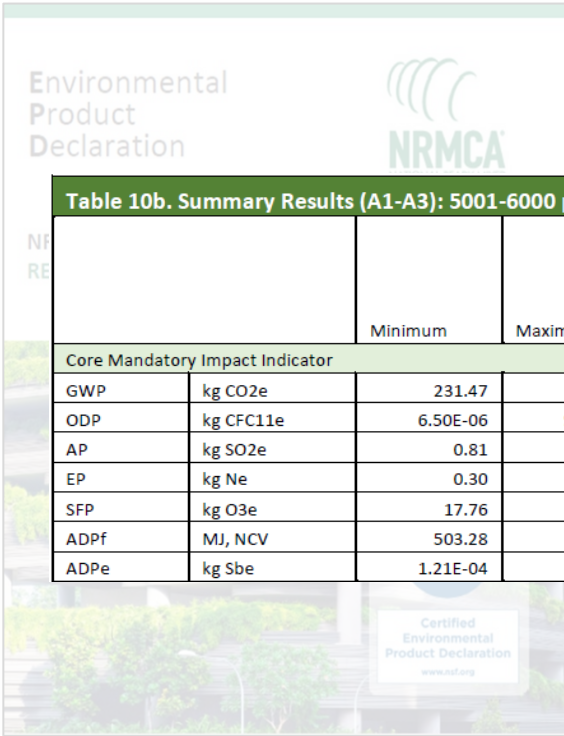 Environmental
Product
Declaration
NRMCA
Table 10b. Summary Results (A1-A3): 5001-6000
NR
RE
Minimum Maxim
Core Mandatory Impact Indicator
GWP kg CO2e 231.47
ODP kg CFC11e 6.50E-06
AP kg SO2e 0.81
EP kg Ne 0.30
SFP kg O3e 17.76
ADPf MJ, NCV 503.28
ADPe kg Sbe 1.21E-04
Certified
Environmental
Product Declaration
www.nsf.org